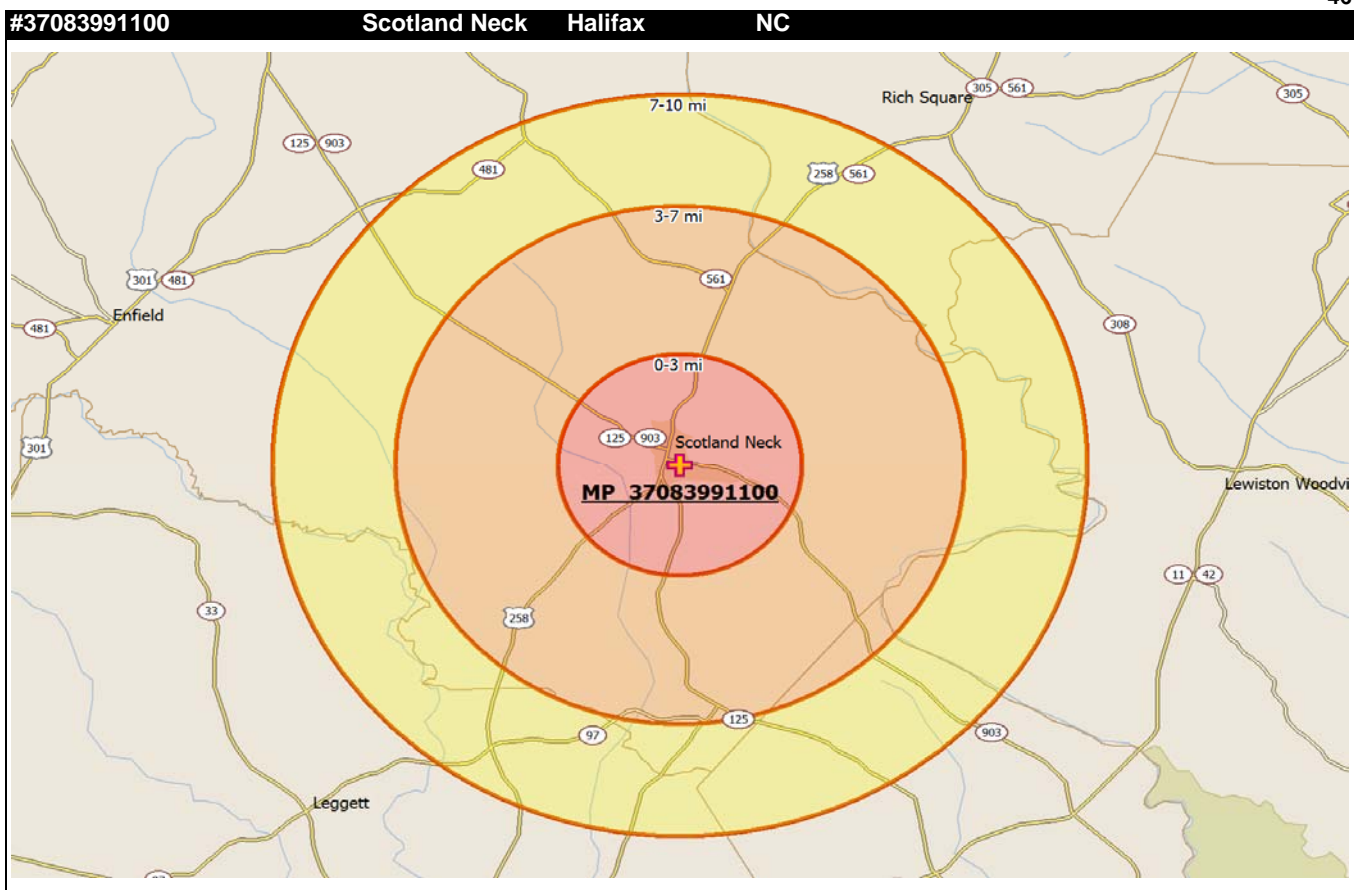 #37083991100 Scotland Neck Halifax NC
7-10 mi
Rich Square
305 561
305
125 903
481
258 561
3-7 mi
301 481
561
Enfield
481
308
0-3 mi
301
125 903
Scotland Neck
MP 37083991100
Lewiston Woodvi
11 42
33
258
125
97
903
Leggett